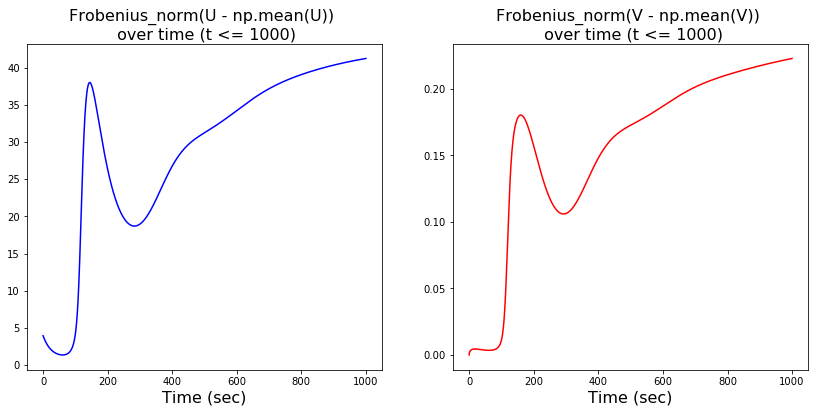 Frobenius_norm(U - np.mean(U))
over time (t <= 1000)
40
35
30
25
20
15
10
5
0
0 200 400 600 800 1000
Time (sec)
Frobenius_norm(V - np.mean(V))
over time (t <= 1000)
0.20
0.15
0.10
0.05
0.00
0 200 400 600 800 1000
Time (sec)